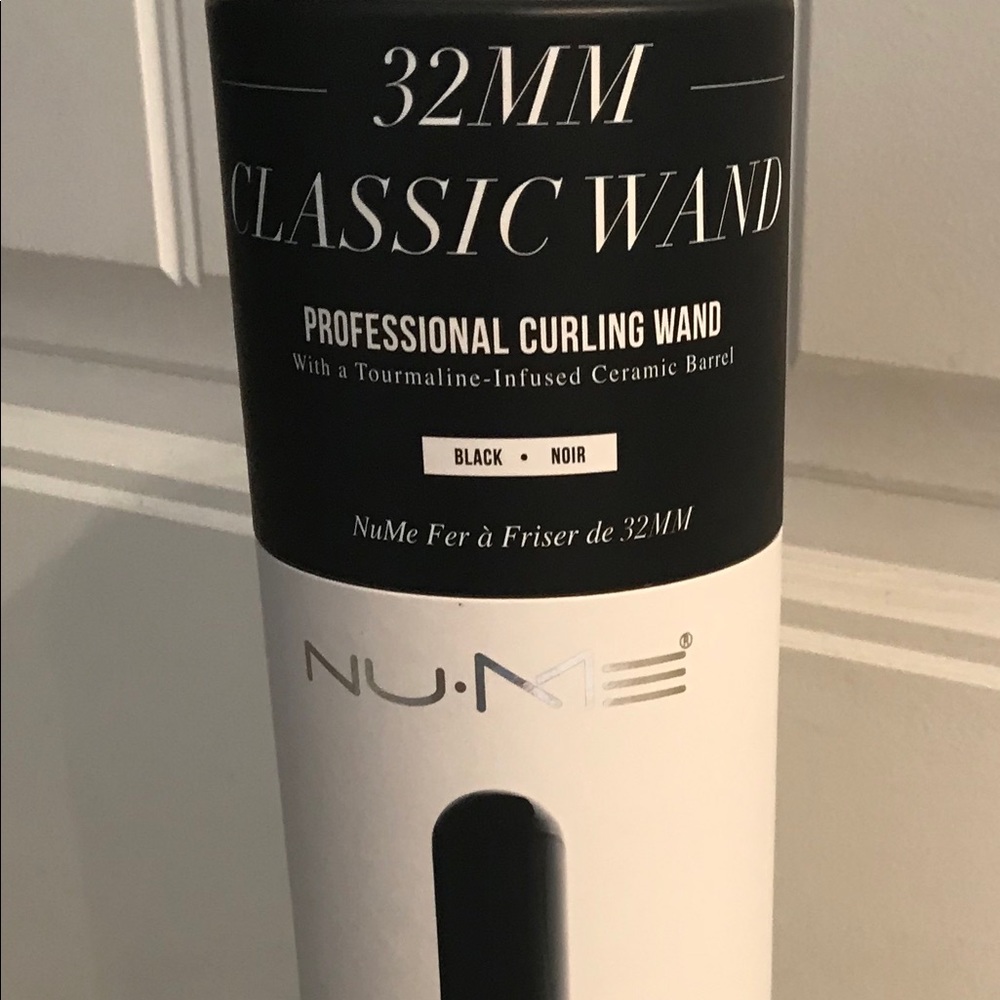 32MM
CLASSIC WAND
PROFESSIONAL CURLING WAND
With a Tourmaline-Infused Ceramic Barrel
BLACK • NOIR
NuMe Fer à Friser de 32MM
NU•ME®